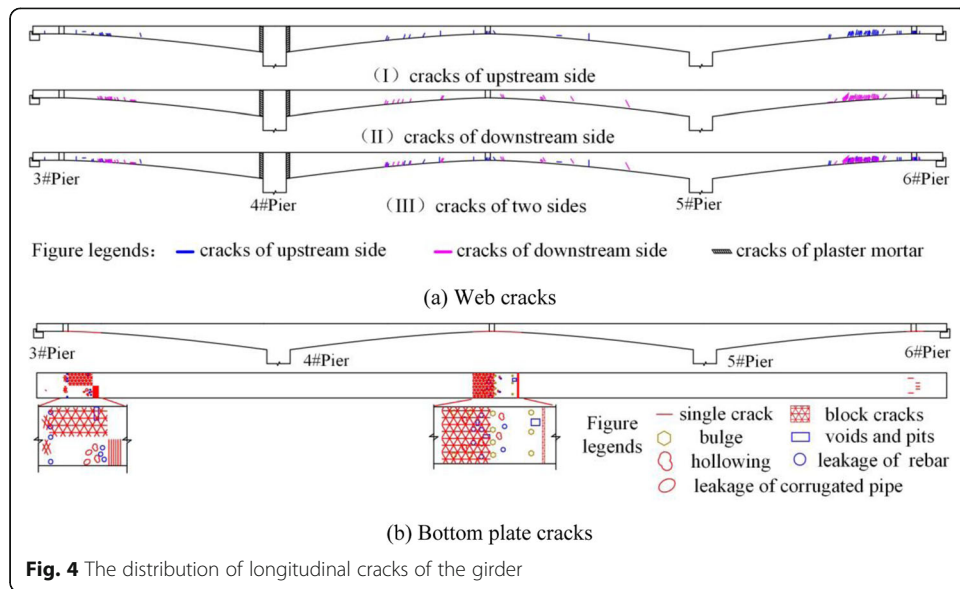 (I) cracks of upstream side
(II) cracks of downstream side
3#Pier 4#Pier (III) cracks of two sides 5#Pier 6#Pier
Figure legends: cracks of upstream side cracks of downstream side cracks of plaster mortar
(a) Web cracks
3#Pier 4#Pier 5#Pier 6#Pier
Figure legends
single crack block cracks
bulge voids and pits
hollowing leakage of rebar
leakage of corrugated pipe
(b) Bottom plate cracks
Fig. 4 The distribution of longitudinal cracks of the girder